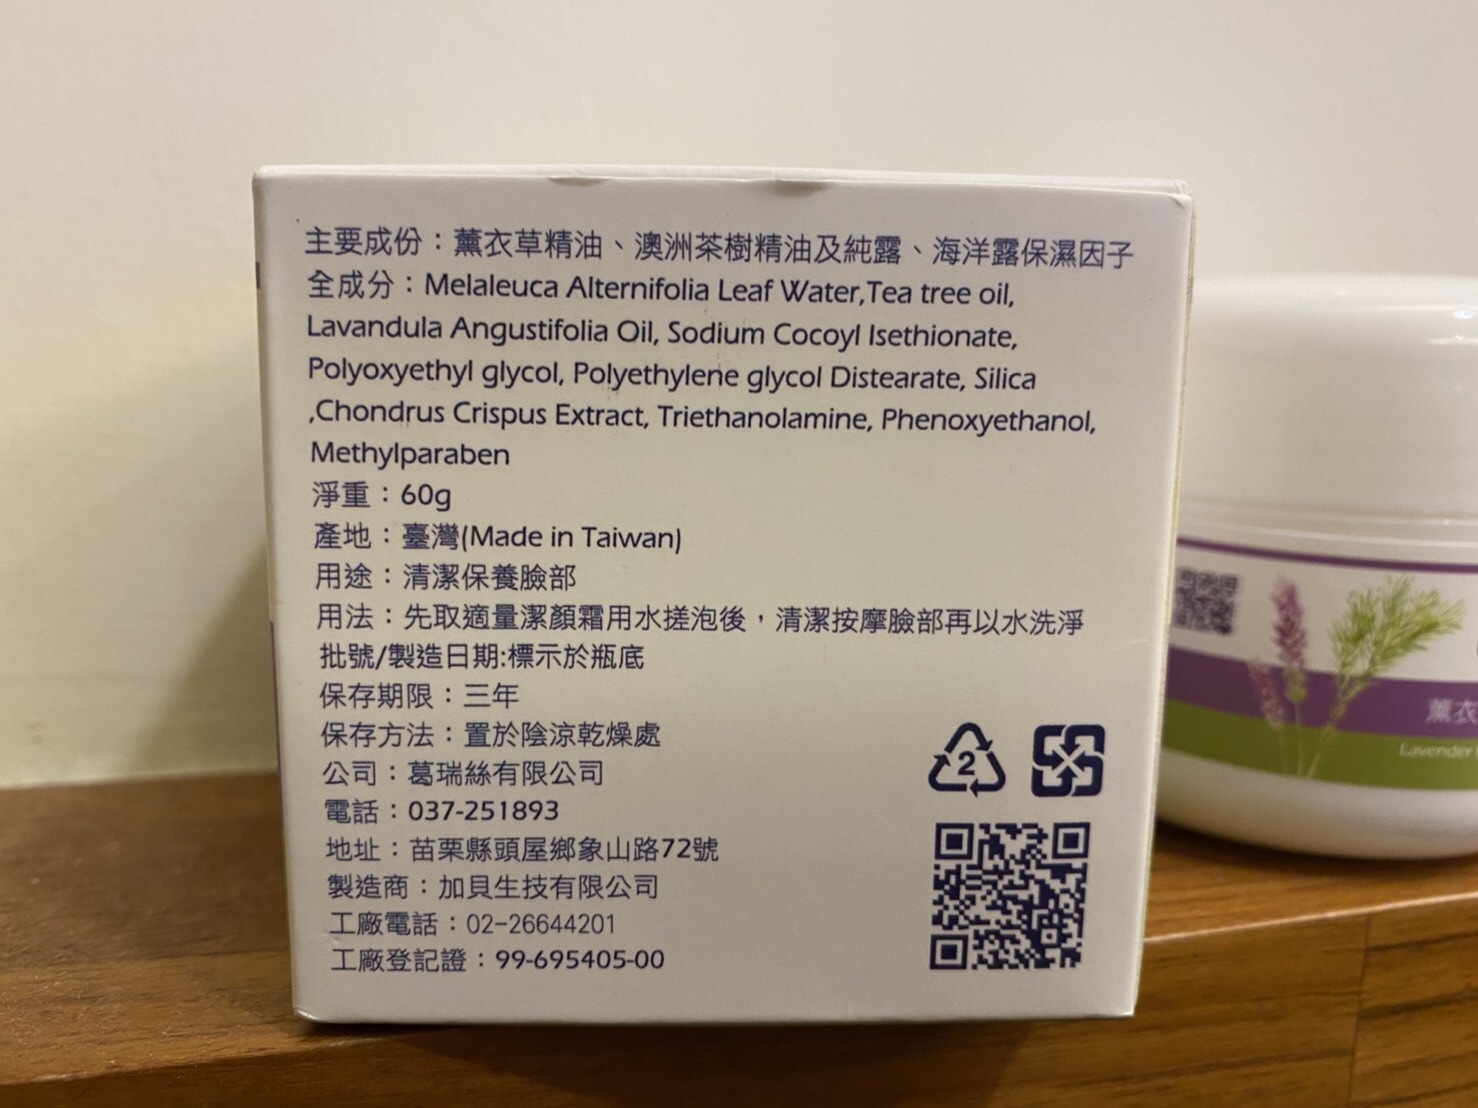 主要成份：薰衣草精油、澳洲茶樹精油及純露、海洋露保濕因子
全成分：Melaleuca Alternifolia Leaf Water,Tea tree oil,
Lavandula Angustifolia Oil, Sodium Cocoyl Isethionate,
Polyoxyethyl glycol, Polyethylene glycol Distearate, Silica
,Chondrus Crispus Extract, Triethanolamine, Phenoxyethanol,
Methylparaben
淨重：60g
產地：臺灣(Made in Taiwan)
用途：清潔保養臉部
用法：先取適量潔顏霜用水搓泡後，清潔按摩臉部再以水洗淨
批號/製造日期:標示於瓶底
保存期限：三年
保存方法：置於陰涼乾燥處
公司：葛瑞絲有限公司
電話：037-251893
地址：苗栗縣頭屋鄉象山路72號
製造商：加貝生技有限公司
工廠電話：02-26644201
工廠登記證：99-695405-00
2
薰衣
Lavender